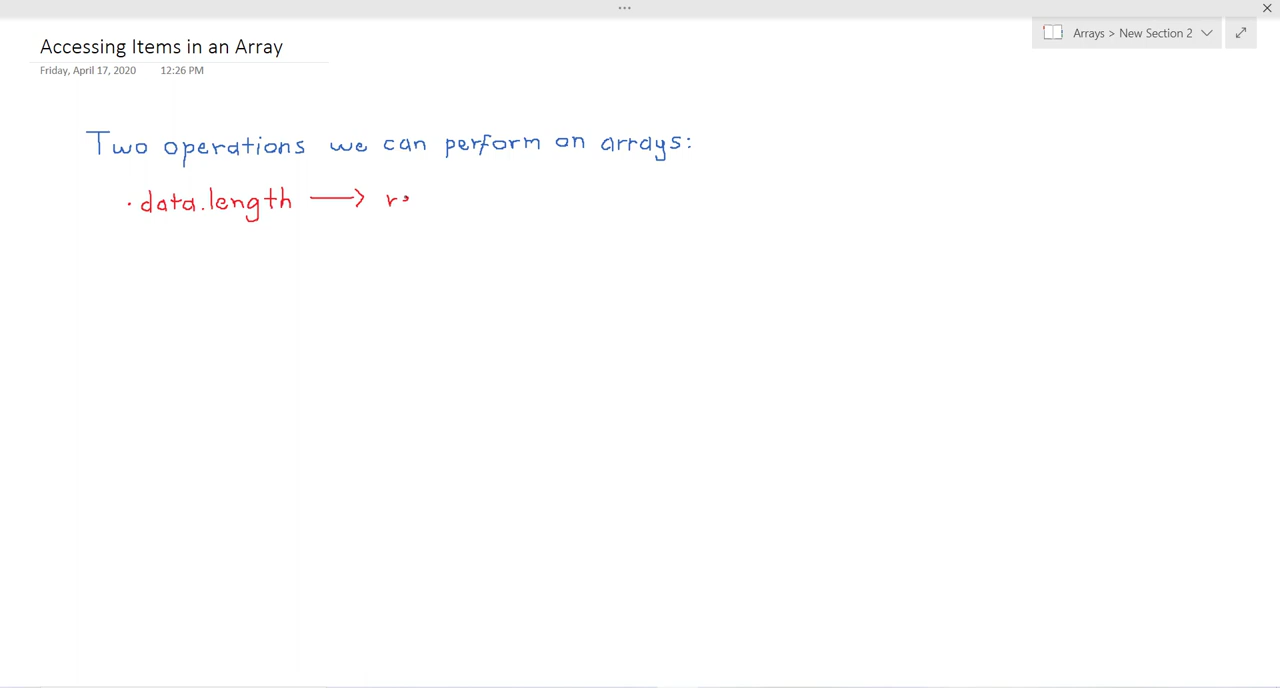 Arrays > New Section 2
Accessing Items in an Array
Friday, April 17, 2020 12:26 PM
Two operations we can perform on arrays:
· data.length ⟶ r